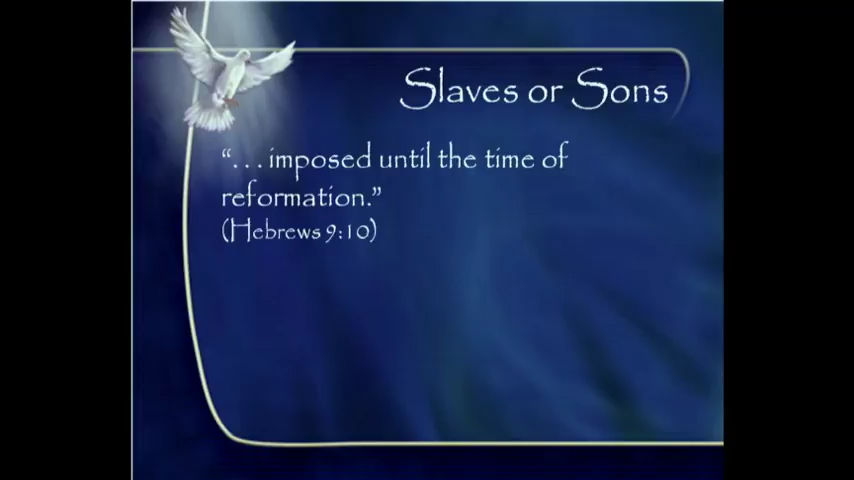 Slaves or Sons
“. . . imposed until the time of
reformation.”
(Hebrews 9:10)